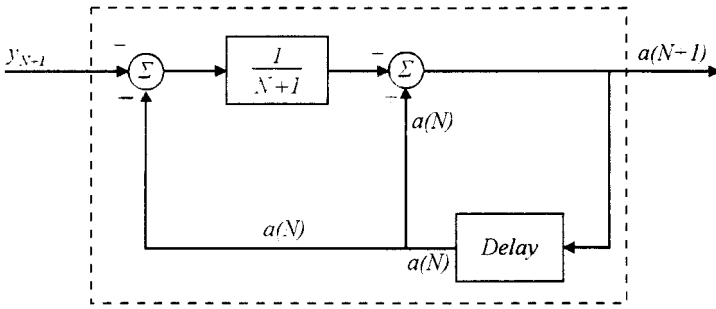 y_{N+1}
−
Σ
−
1
N+1
−
Σ
−
a(N+1)
a(N)
a(N)
a(N)
Delay